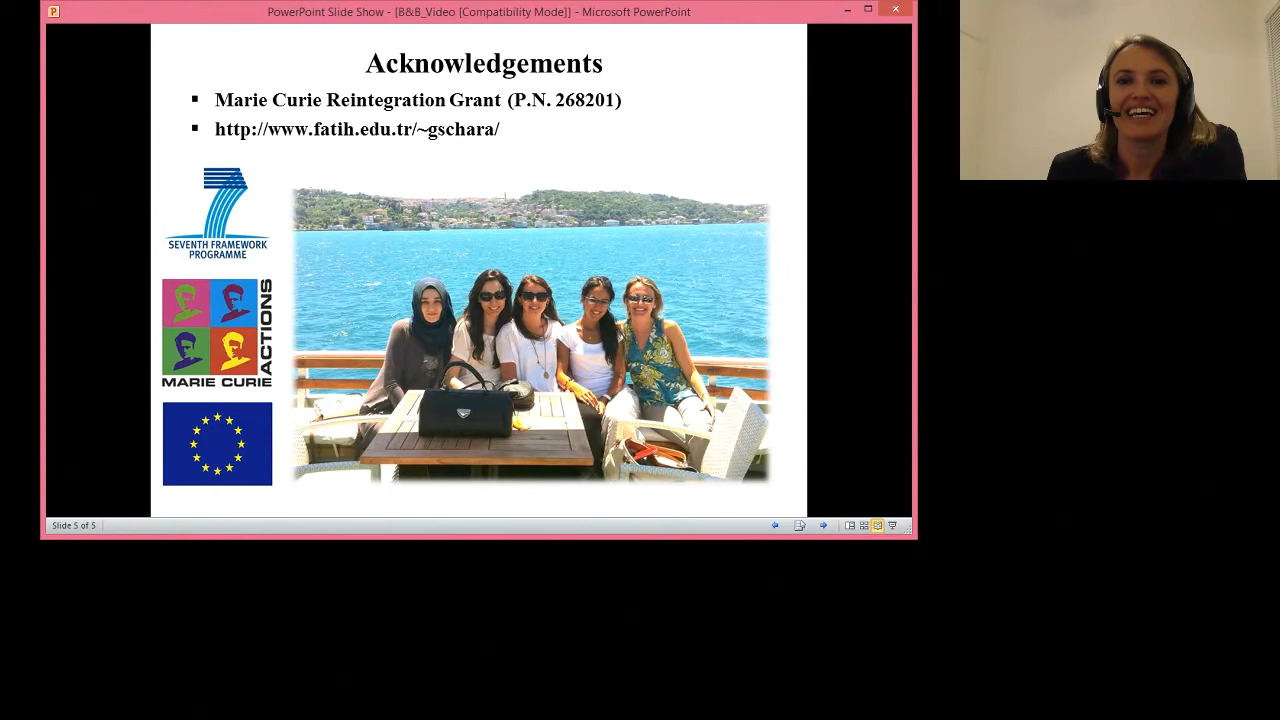 PowerPoint Slide Show - [B&B_Video [Compatibility Mode]] - Microsoft PowerPoint
Acknowledgements
▪ Marie Curie Reintegration Grant (P.N. 268201)
▪ http://www.fatih.edu.tr/~gschara/
7
SEVENTH FRAMEWORK
PROGRAMME
MARIE CURIE
ACTIONS
Slide 5 of 5